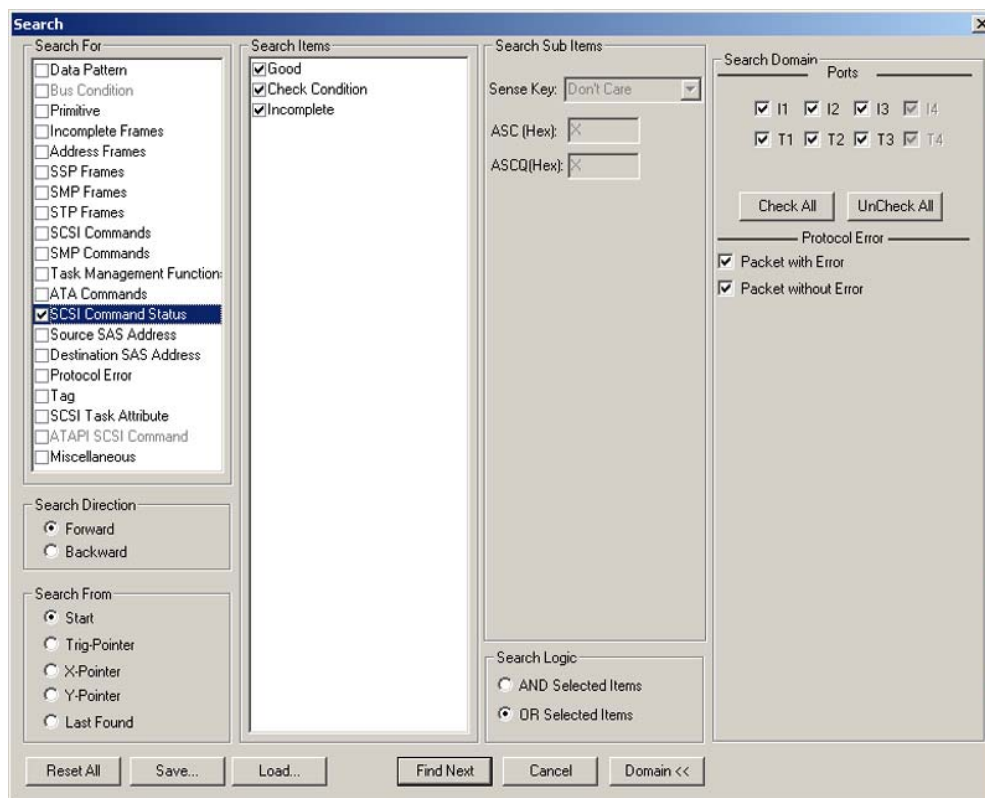 Search
Search For
Data Pattern
Bus Condition
Primitive
Incomplete Frames
Address Frames
SSP Frames
SMP Frames
STP Frames
SCSI Commands
SMP Commands
Task Management Function
ATA Commands
SCSI Command Status
Source SAS Address
Destination SAS Address
Protocol Error
Tag
SCSI Task Attribute
ATAPI SCSI Command
Miscellaneous
Search Direction
Forward
Backward
Search From
Start
Trig-Pointer
X-Pointer
Y-Pointer
Last Found
Search Items
Good
Check Condition
Incomplete
Search Sub Items
Sense Key: Don't Care
ASC (Hex): X
ASCQ(Hex): X
Search Logic
AND Selected Items
OR Selected Items
Search Domain
Ports
I1 I2 I3 I4
T1 T2 T3 T4
Check All UnCheck All
Protocol Error
Packet with Error
Packet without Error
Reset All Save... Load... Find Next Cancel Domain <<